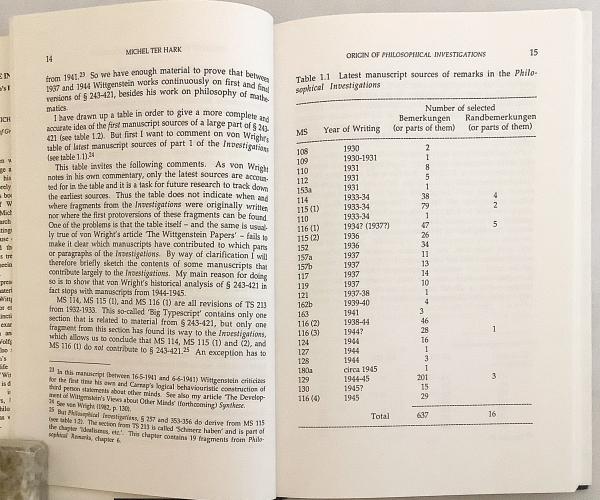 14
MICHEL TER HARK
from 1941.23 So we have enough material to prove that between
1937 and 1944 Wittgenstein works continuously on first and final
versions of § 243-421, besides his work on philosophy of mathe-
matics.
I have drawn up a table in order to give a more complete and
accurate idea of the first manuscript sources of a large part of § 243-
421 (see table 1.2). But first I want to comment on von Wright's
table of latest manuscript sources of part 1 of the Investigations
(see table 1.1).24
This table invites the following comments. As von Wright
notes in his own commentary, only the latest sources are accoun-
ted for in the table and it is a task for future research to track down
the earliest sources. Thus the table does not indicate when and
where fragments from the Investigations were originally written
nor where the first protoversions of these fragments can be found.
One of the problems is that the table itself – and the same is usual-
ly true of von Wright's article 'The Wittgenstein Papers' – fails to
make it clear which manuscripts have contributed to which parts
or paragraphs of the Investigations. By way of clarification I will
therefore briefly sketch the contents of some manuscripts that
contribute largely to the Investigations. My main reason for doing
so is to show that von Wright's historical analysis of § 243-421 in
fact stops with manuscripts from 1944-1945.
MS 114, MS 115 (1), and MS 116 (1) are all revisions of TS 213
from 1932-1933. This so-called 'Big Typescript' contains only one
section that is related to material from § 243-421, but only one
fragment from this section has found its way to the Investigations,
which allows us to conclude that MS 114, MS 115 (1) and (2), and
MS 116 (1) do not contribute to § 243-421.25 An exception has to
23 In this manuscript (between 16-5-1941 and 6-6-1941) Wittgenstein criticizes
for the first time his own and Carnap's logical behaviouristic construction of
third person statements about other minds. See also my article 'The Develop-
ment of Wittgenstein's Views about Other Minds' (forthcoming) Synthese.
24 See von Wright (1982, p. 130).
25 But Philosophical Investigations, § 257 and 353-356 do derive from MS 115
(see table 1.2). The section from TS 213 is called 'Schmerz haben' and is part of
the chapter 'Idealismus, etc.'. This chapter contains 19 fragments from Philo-
sophical Remarks, chapter 6.
ORIGIN OF PHILOSOPHICAL INVESTIGATIONS
15
Table 1.1 Latest manuscript sources of remarks in the Philo-
sophical Investigations
Number of selected
Bemerkungen Randbemerkungen
MS Year of Writing (or parts of them) (or parts of them)
108 1930 2
109 1930-1931 1
110 1931 8
112 1931 5
153a 1931 1
114 1933-34 38 4
115 (1) 1933-34 79 2
110 1933-34 1
116 (1) 1934? (1937?) 47 5
115 (2) 1936 26
152 1936 34
157a 1937 11
157b 1937 13
117 1937 14
119 1937 10
121 1937-38 1
162b 1939-40 4
163 1941 3
116 (2) 1938-44 46
116 (3) 1944? 28 1
124 1944 16
127 1944 1
128 1944 3
180a circa 1945 1
129 1944-45 201 3
130 1945? 15
116 (4) 1945 29
Total 637 16